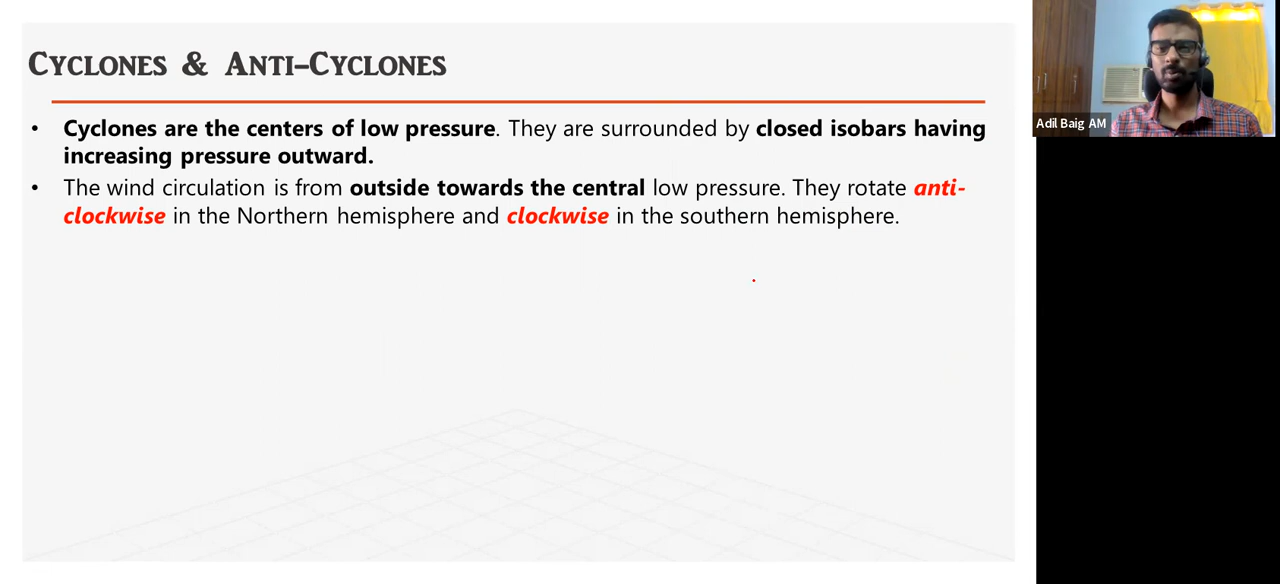 Cyclones & Anti-Cyclones
• Cyclones are the centers of low pressure. They are surrounded by closed isobars having
increasing pressure outward.
• The wind circulation is from outside towards the central low pressure. They rotate anti-
clockwise in the Northern hemisphere and clockwise in the southern hemisphere.
Adil Baig AM